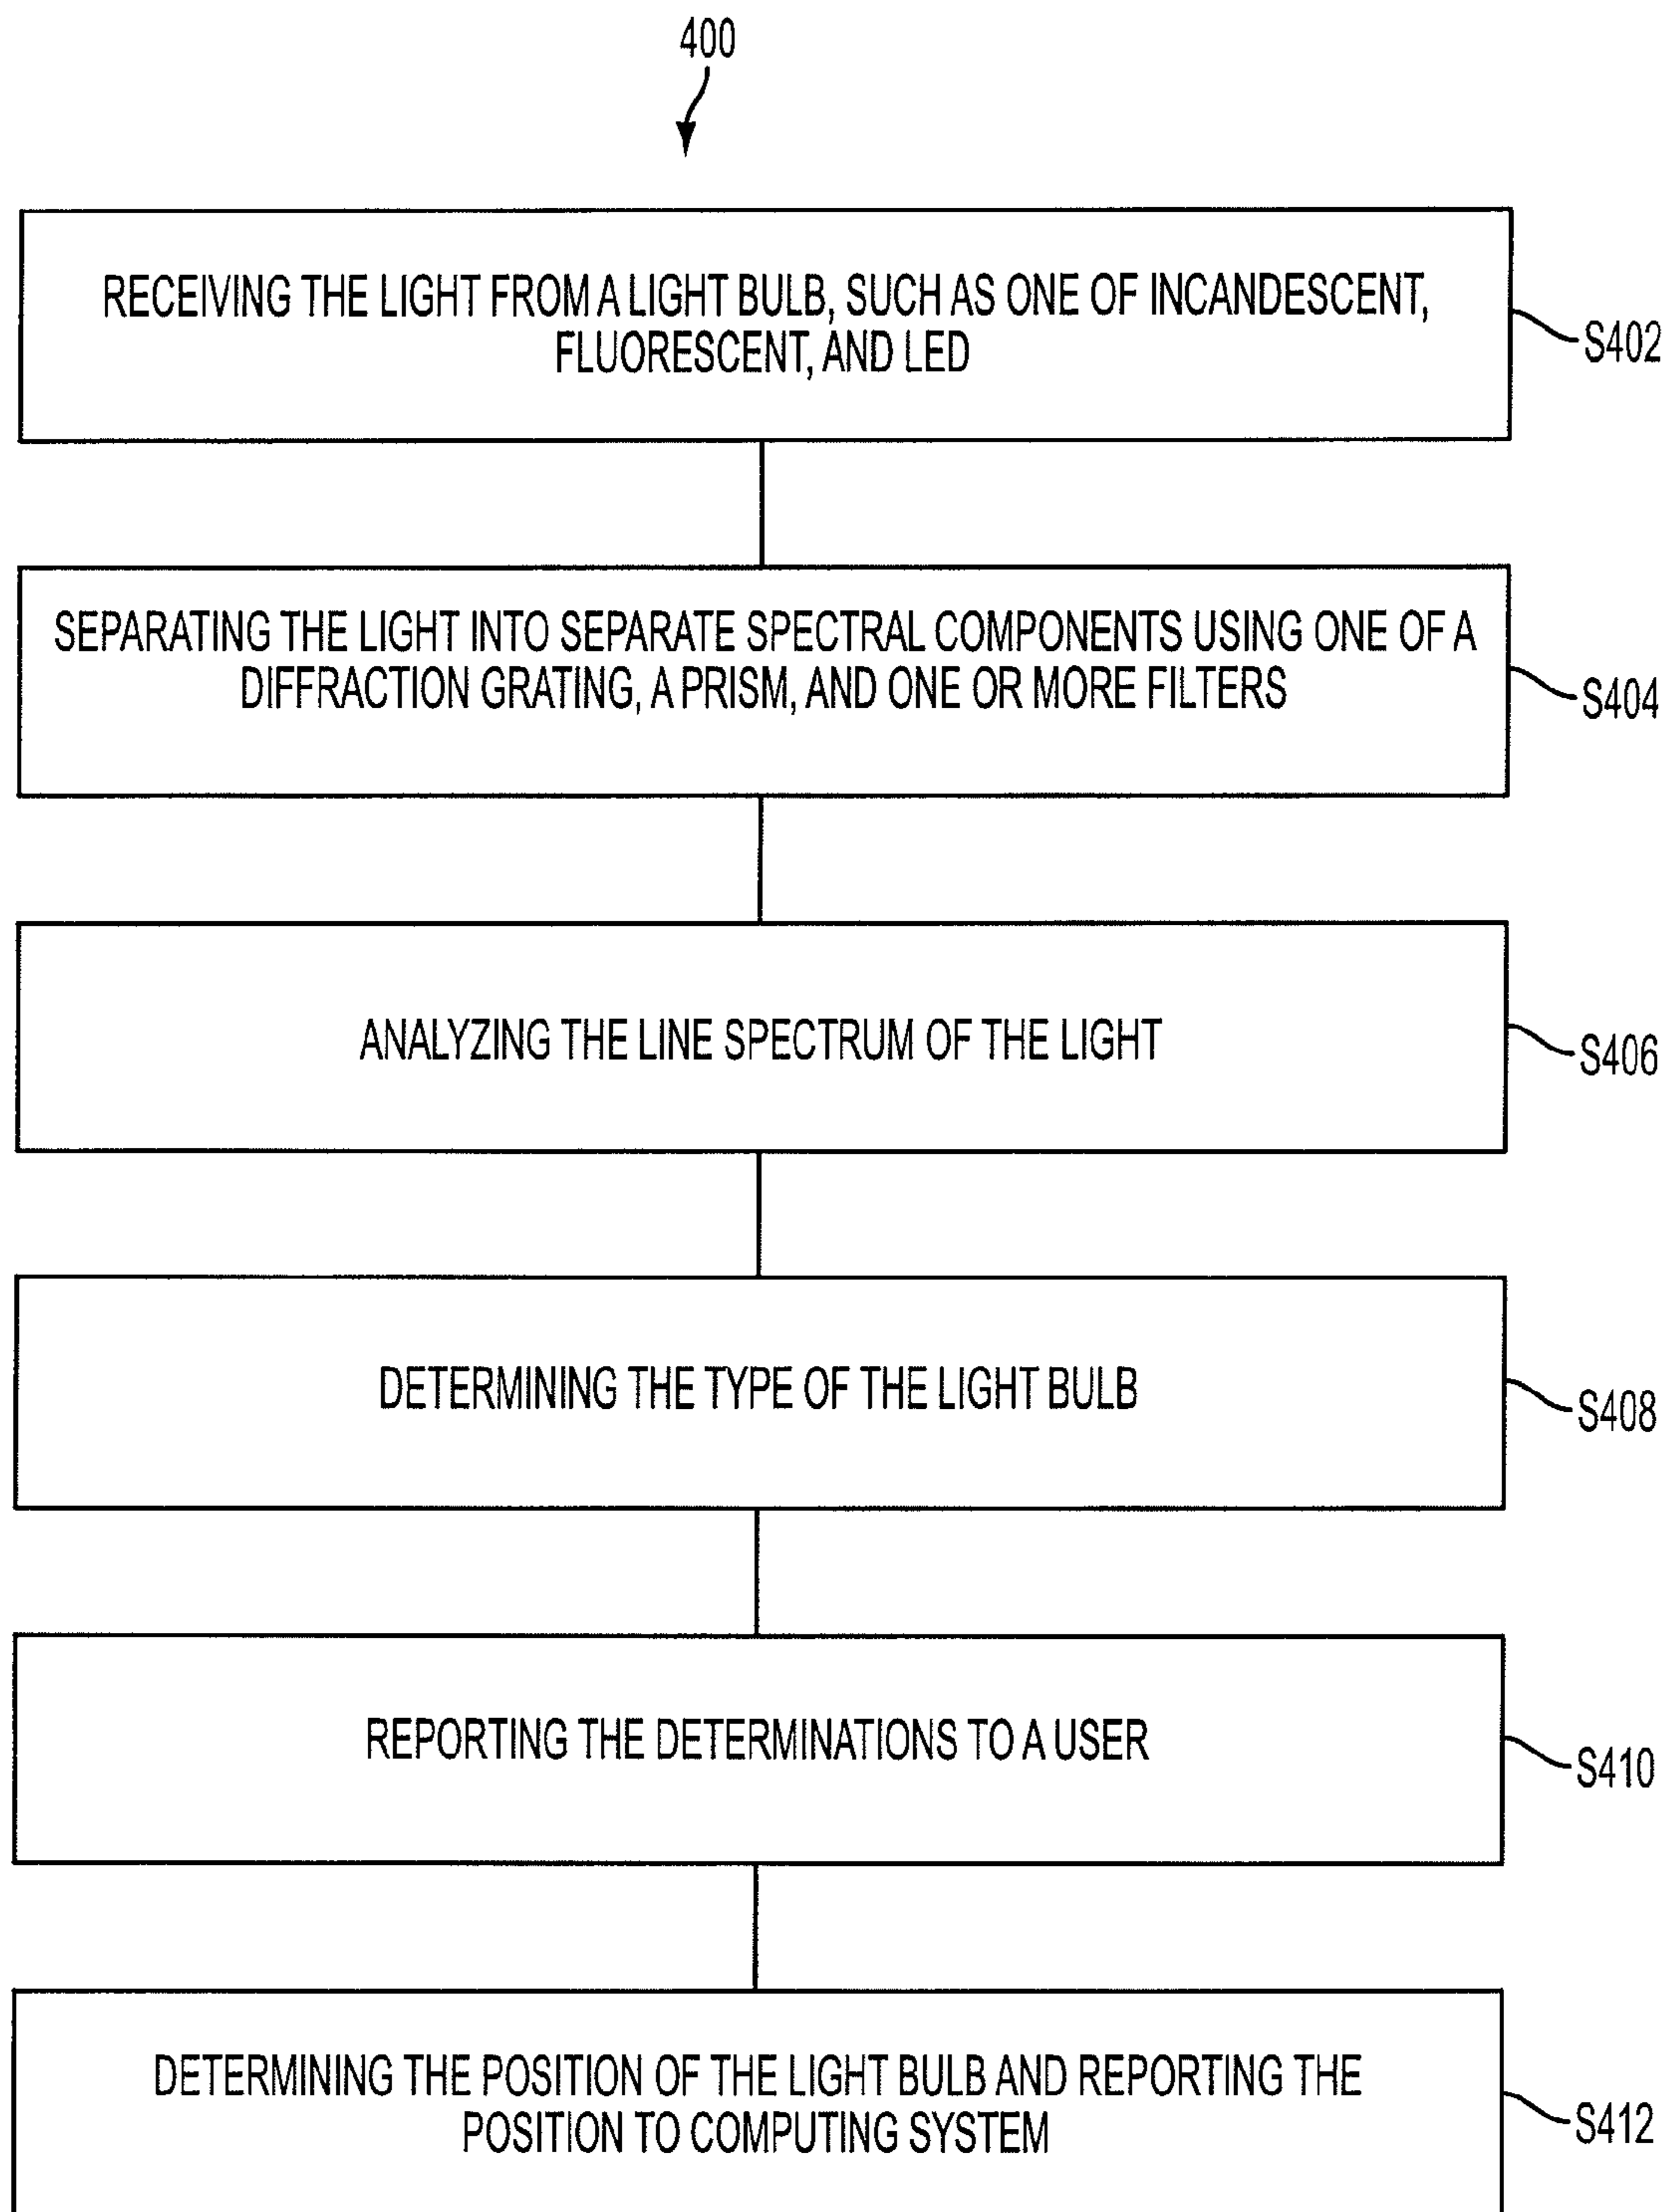 400
RECEIVING THE LIGHT FROM A LIGHT BULB, SUCH AS ONE OF INCANDESCENT,
FLUORESCENT, AND LED
S402
SEPARATING THE LIGHT INTO SEPARATE SPECTRAL COMPONENTS USING ONE OF A
DIFFRACTION GRATING, A PRISM, AND ONE OR MORE FILTERS
S404
ANALYZING THE LINE SPECTRUM OF THE LIGHT
S406
DETERMINING THE TYPE OF THE LIGHT BULB
S408
REPORTING THE DETERMINATIONS TO A USER
S410
DETERMINING THE POSITION OF THE LIGHT BULB AND REPORTING THE
POSITION TO COMPUTING SYSTEM
S412